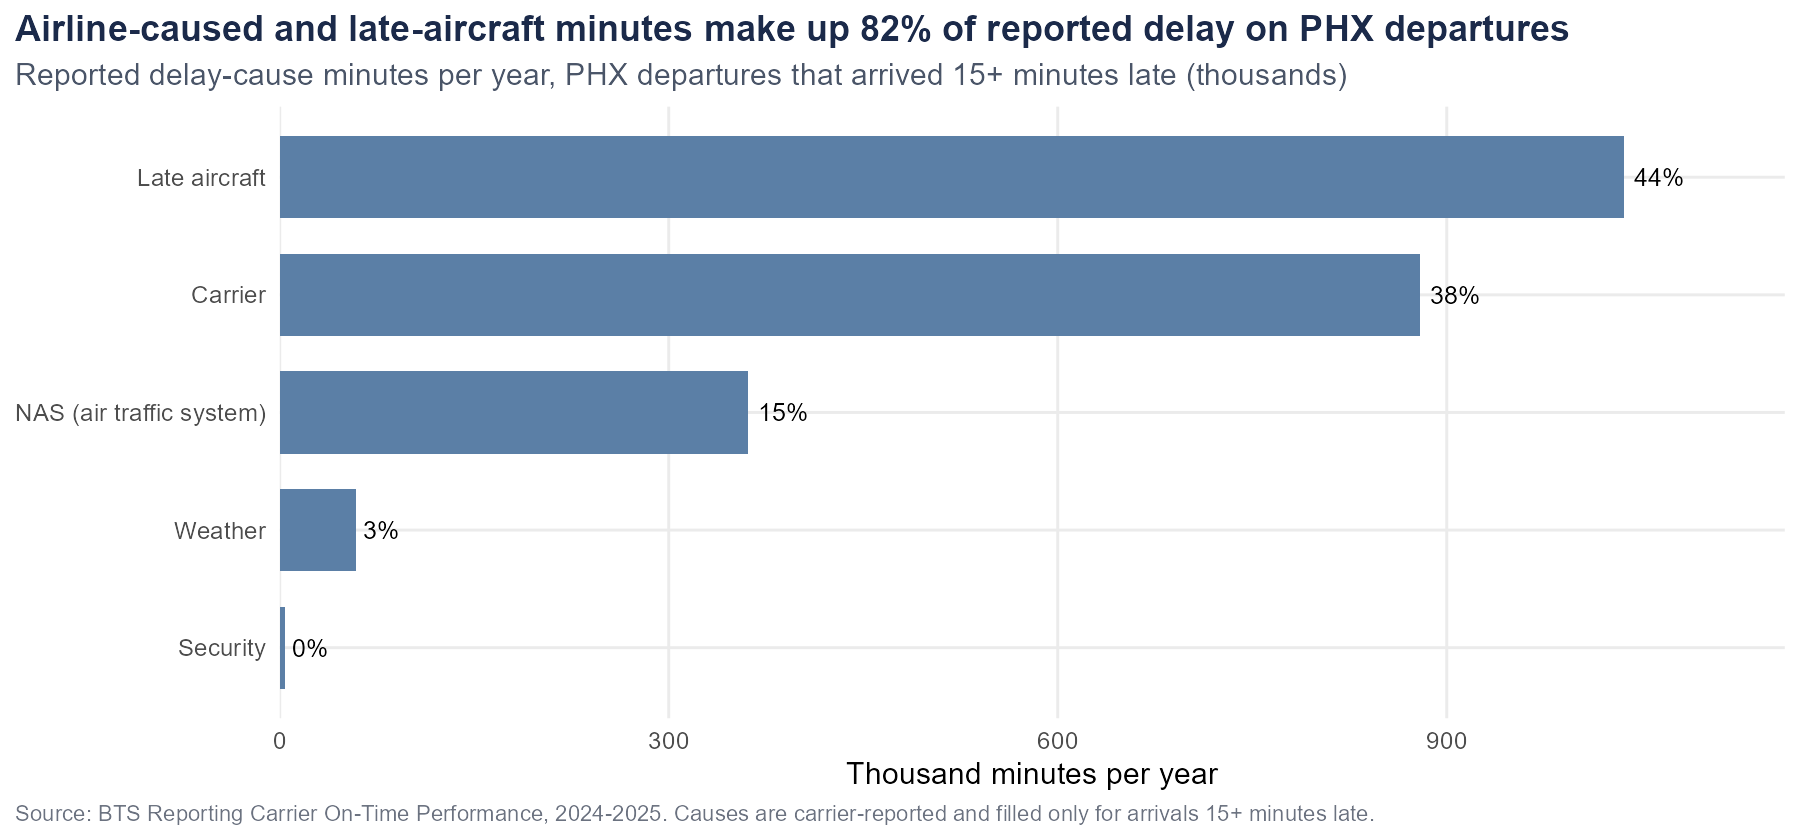 Airline-caused and late-aircraft minutes make up 82% of reported delay on PHX departures
Reported delay-cause minutes per year, PHX departures that arrived 15+ minutes late (thousands)
Late aircraft
44%
Carrier
38%
NAS (air traffic system)
15%
Weather
3%
Security
0%
0
300
600
900
Thousand minutes per year
Source: BTS Reporting Carrier On-Time Performance, 2024-2025. Causes are carrier-reported and filled only for arrivals 15+ minutes late.